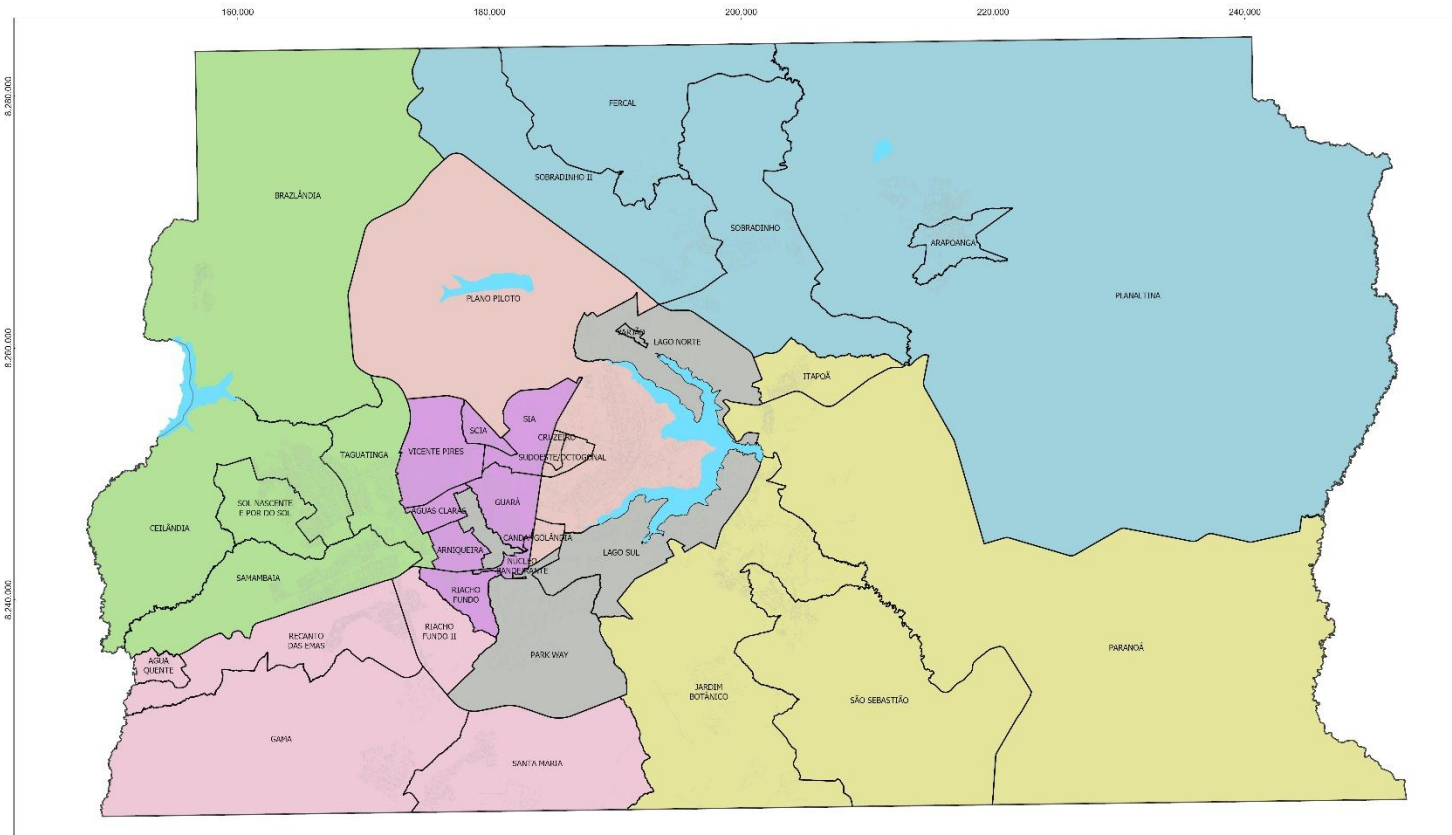 160.000
180.000
200.000
220.000
240.000
8.280.000
8.260.000
8.240.000
FERCAL
SOBRADINHO II
BRAZLÂNDIA
SOBRADINHO
ARAPOANGA
PLANALTINA
PLANO PILOTO
VARJÃO
LAGO NORTE
ITAPOÃ
SIA
SCIA
CRUZEIRO
SUDOESTE/OCTOGONAL
VICENTE PIRES
TAGUATINGA
GUARÁ
SOL NASCENTE
E POR DO SOL
ÁGUAS CLARAS
CEILÂNDIA
CANDANGOLÂNDIA
ARNIQUEIRA
LAGO SUL
NÚCLEO
BANDEIRANTE
SAMAMBAIA
RIACHO
FUNDO
RIACHO
FUNDO II
RECANTO
DAS EMAS
PARK WAY
PARANOÁ
ÁGUA
QUENTE
JARDIM
BOTÂNICO
SÃO SEBASTIÃO
GAMA
SANTA MARIA